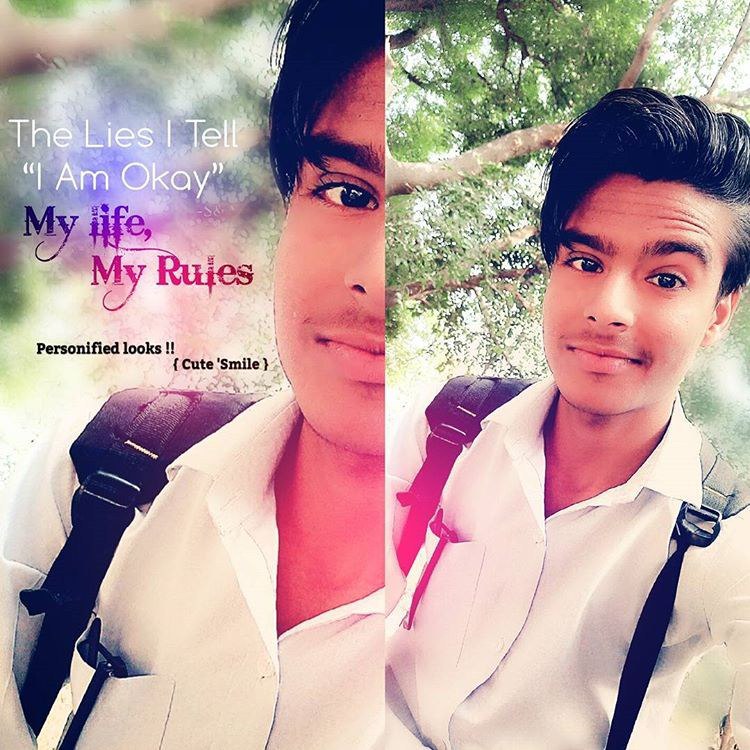 The Lies I Tell
“I Am Okay”
My life,
My Rules
Personified looks !!
{ Cute 'Smile }